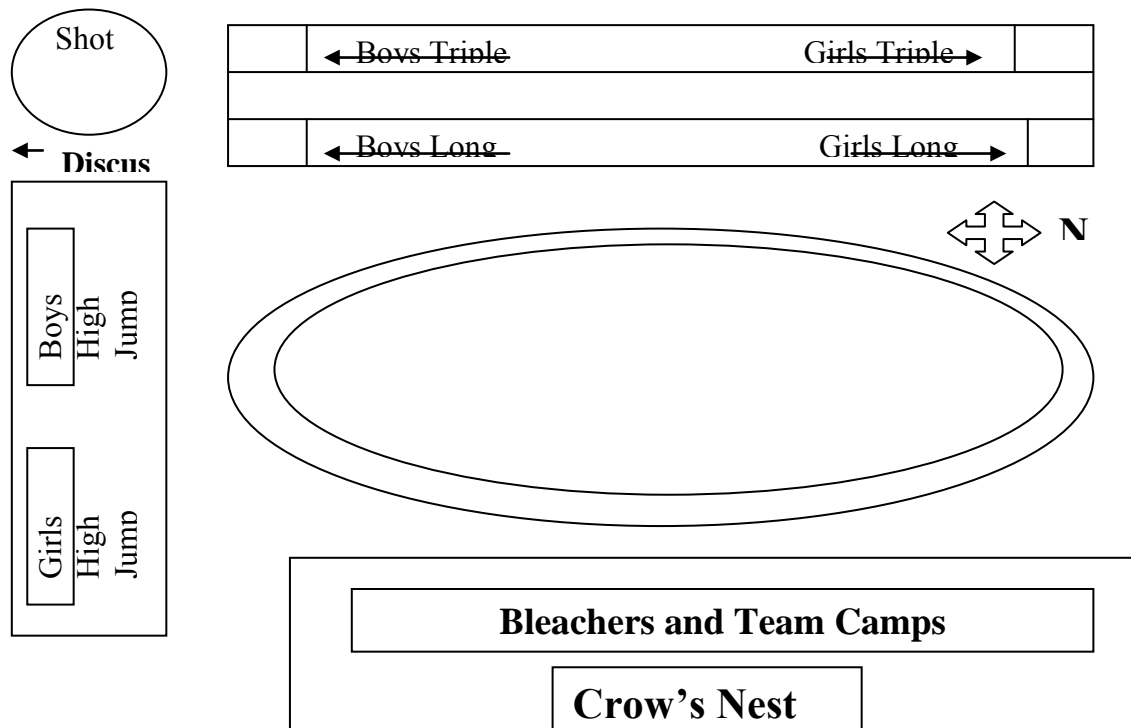 Shot
Boys Triple
Girls Triple
Boys Long
Girls Long
Discus
N
Boys
High
Jump
Girls
High
Jump
Bleachers and Team Camps
Crow's Nest